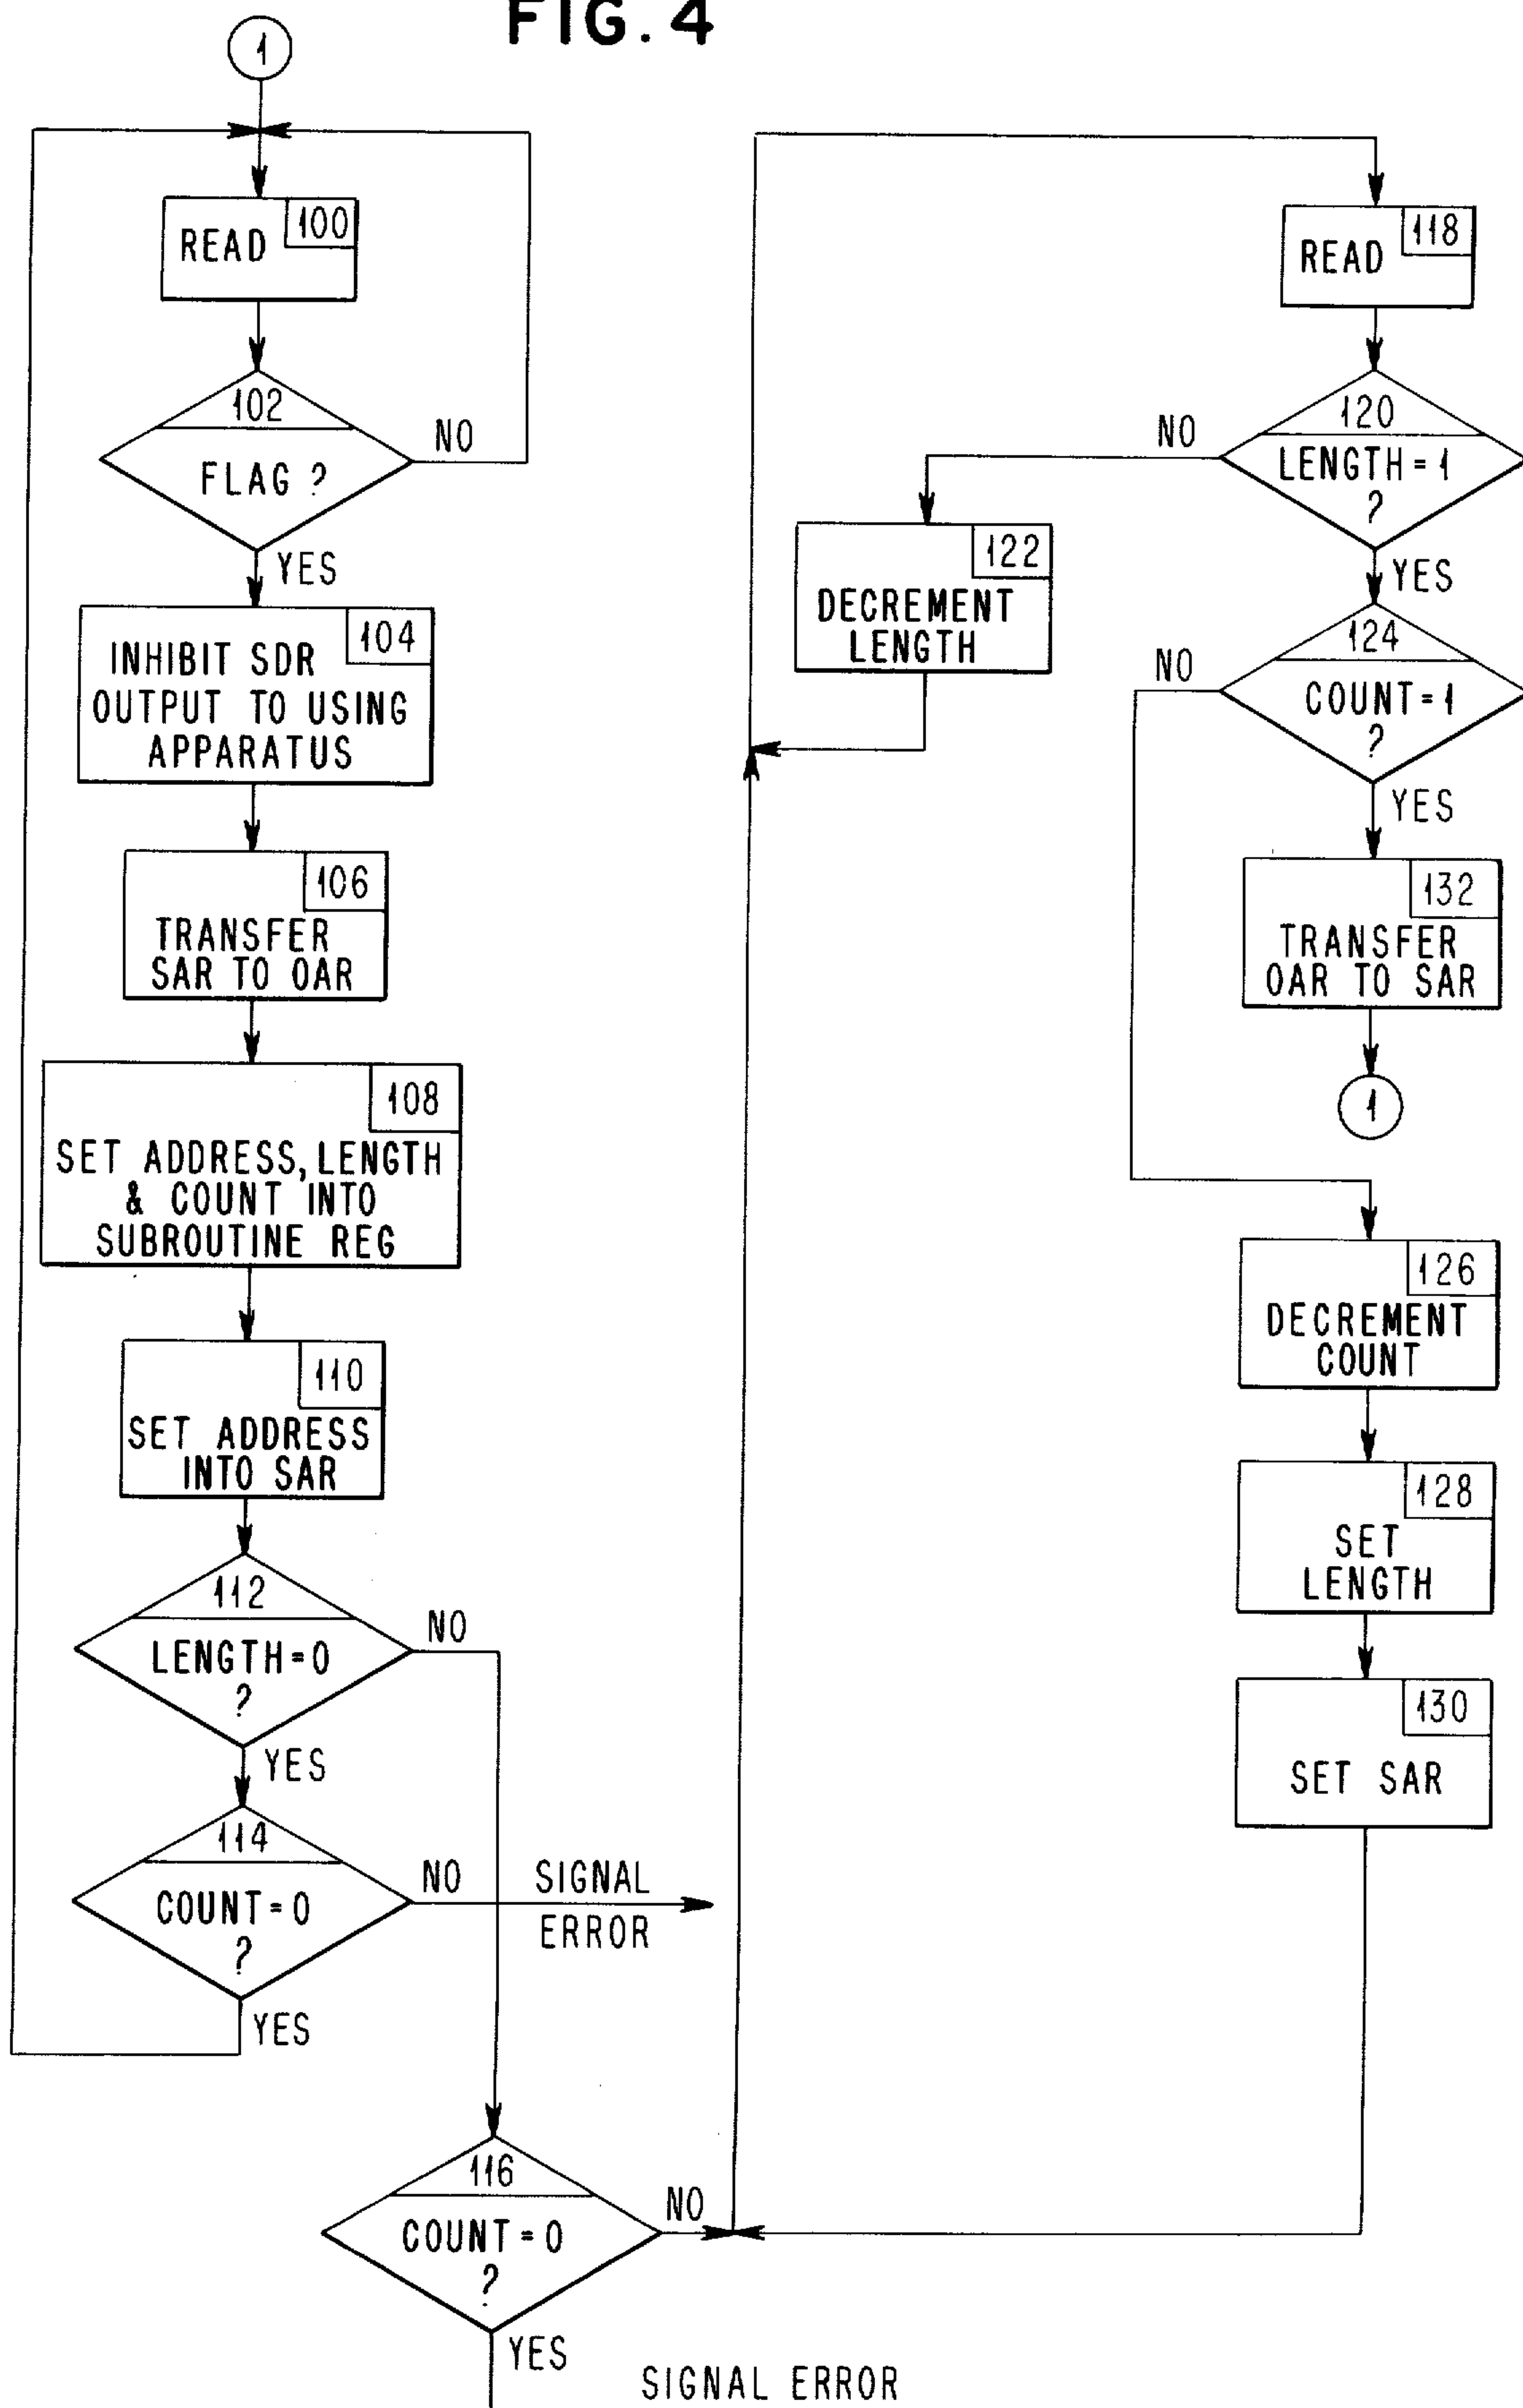 FIG. 4
1
100
READ
102
FLAG ?
NO
YES
104
INHIBIT SDR
OUTPUT TO USING
APPARATUS
106
TRANSFER
SAR TO OAR
108
SET ADDRESS, LENGTH
& COUNT INTO
SUBROUTINE REG
110
SET ADDRESS
INTO SAR
112
LENGTH = 0
?
NO
YES
114
COUNT = 0
?
NO
SIGNAL
ERROR
YES
116
COUNT = 0
?
NO
YES
SIGNAL ERROR
118
READ
120
LENGTH = 1
?
NO
YES
122
DECREMENT
LENGTH
124
COUNT = 1
?
NO
YES
132
TRANSFER
OAR TO SAR
1
126
DECREMENT
COUNT
128
SET
LENGTH
130
SET SAR